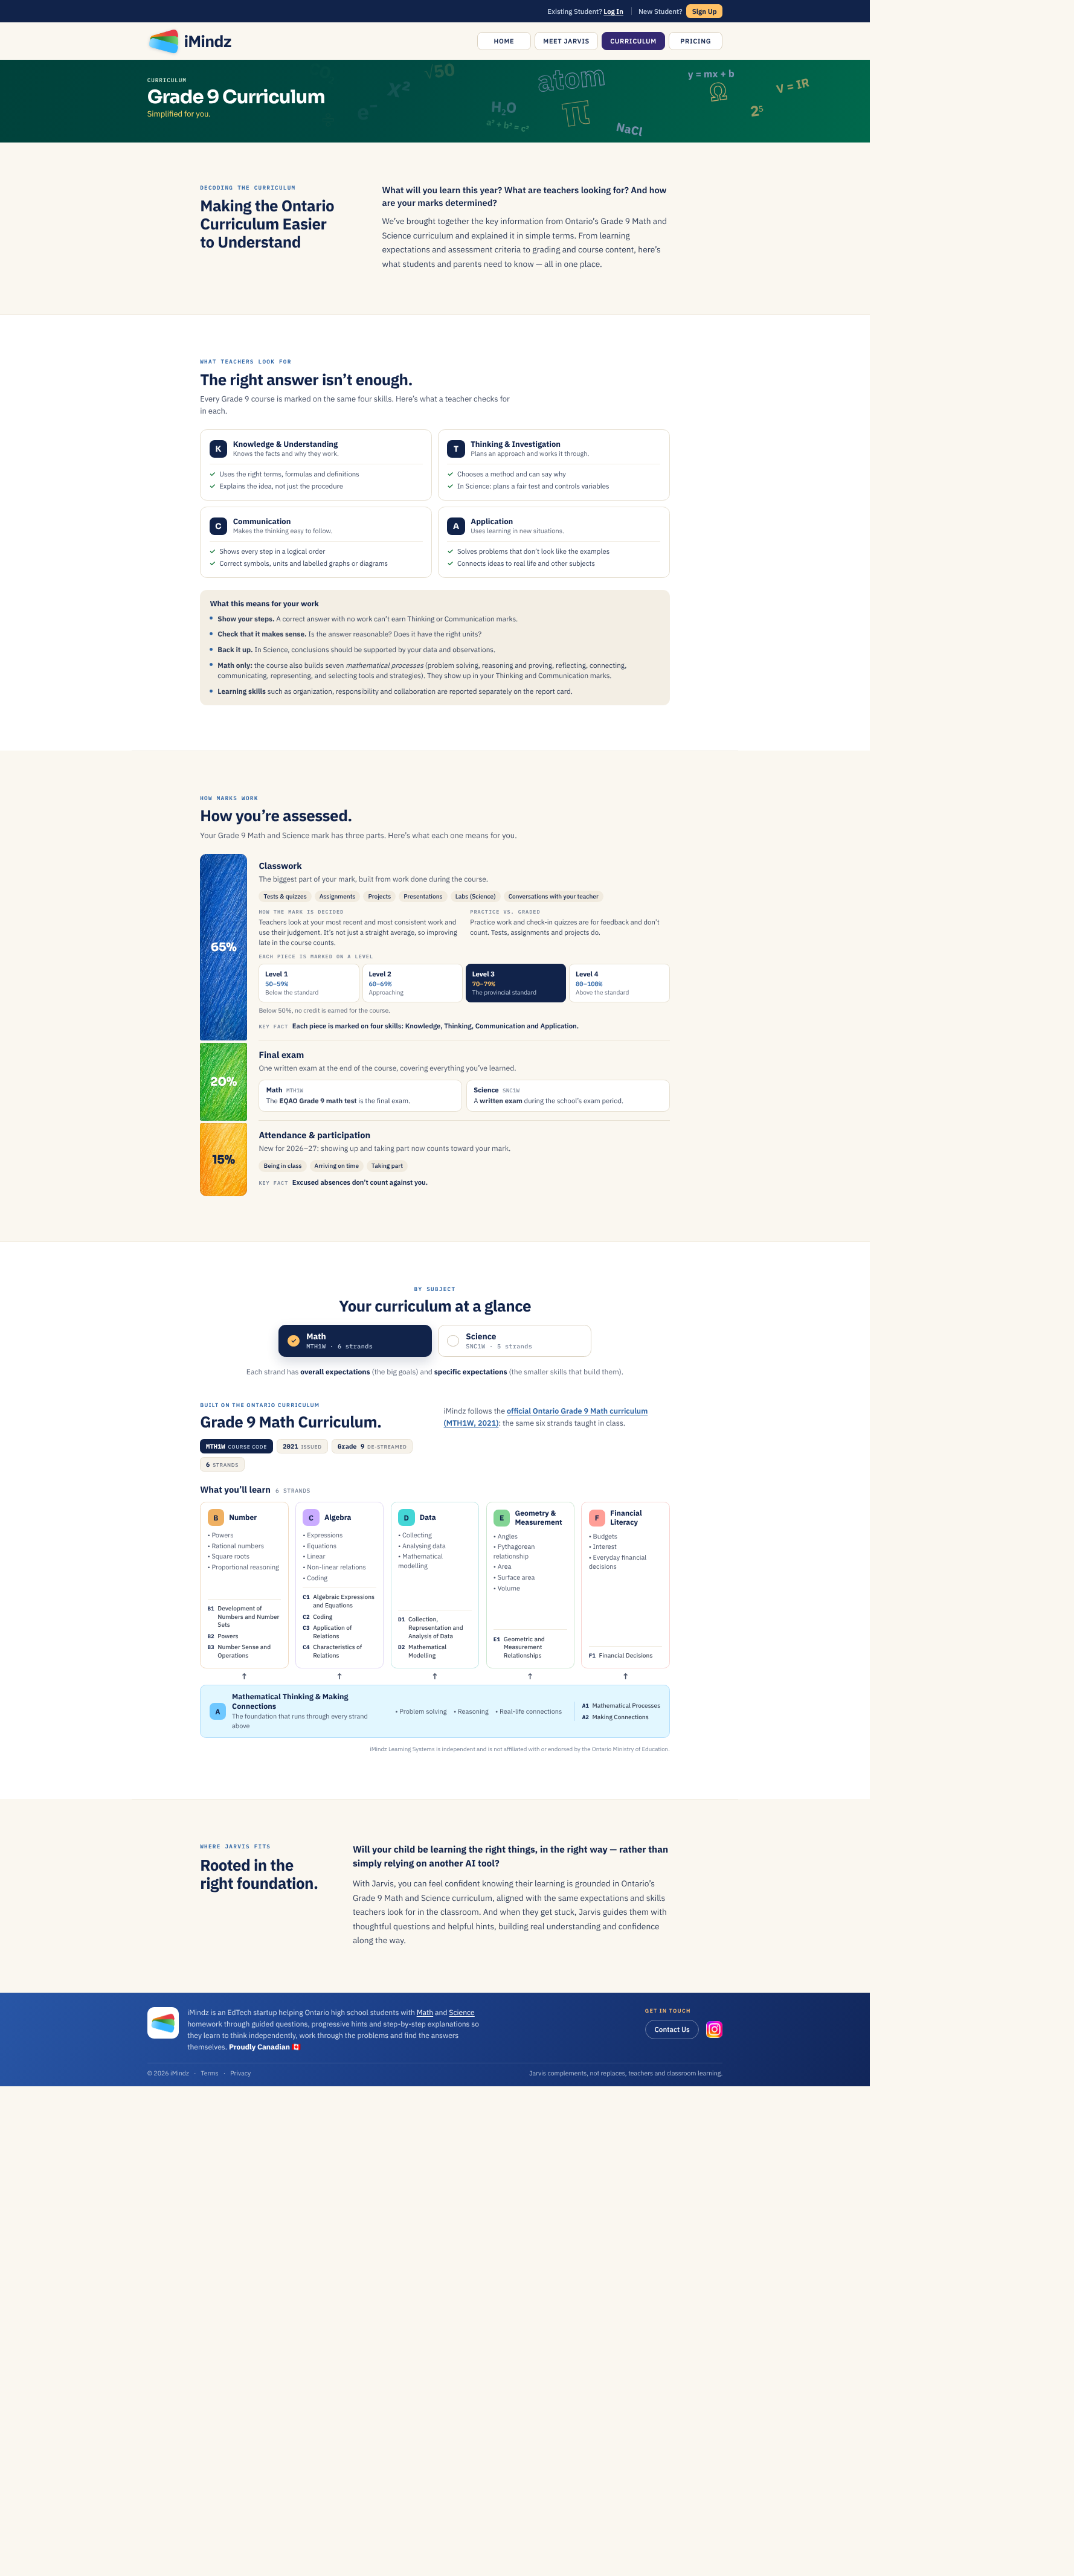 Existing Student? Log In
New Student? Sign Up
iMindz
HOME
MEET JARVIS
CURRICULUM
PRICING
CURRICULUM
Grade 9 Curriculum
Simplified for you.
√50
x²
e⁻
H₂O
a² + b² = c²
atom
π
NaCl
y = mx + b
Ω
2⁵
V = IR
DECODING THE CURRICULUM
Making the Ontario
Curriculum Easier
to Understand
What will you learn this year? What are teachers looking for? And how
are your marks determined?
We’ve brought together the key information from Ontario’s Grade 9 Math and
Science curriculum and explained it in simple terms. From learning
expectations and assessment criteria to grading and course content, here’s
what students and parents need to know — all in one place.
WHAT TEACHERS LOOK FOR
The right answer isn’t enough.
Every Grade 9 course is marked on the same four skills. Here’s what a teacher checks for
in each.
K
Knowledge & Understanding
Knows the facts and why they work.
✓ Uses the right terms, formulas and definitions
✓ Explains the idea, not just the procedure
T
Thinking & Investigation
Plans an approach and works it through.
✓ Chooses a method and can say why
✓ In Science: plans a fair test and controls variables
C
Communication
Makes the thinking easy to follow.
✓ Shows every step in a logical order
✓ Correct symbols, units and labelled graphs or diagrams
A
Application
Uses learning in new situations.
✓ Solves problems that don’t look like the examples
✓ Connects ideas to real life and other subjects
What this means for your work
Show your steps. A correct answer with no work can’t earn Thinking or Communication marks.
Check that it makes sense. Is the answer reasonable? Does it have the right units?
Back it up. In Science, conclusions should be supported by your data and observations.
Math only: the course also builds seven mathematical processes (problem solving, reasoning and proving, reflecting, connecting,
communicating, representing, and selecting tools and strategies). They show up in your Thinking and Communication marks.
Learning skills such as organization, responsibility and collaboration are reported separately on the report card.
HOW MARKS WORK
How you’re assessed.
Your Grade 9 Math and Science mark has three parts. Here’s what each one means for you.
65%
Classwork
The biggest part of your mark, built from work done during the course.
Tests & quizzes
Assignments
Projects
Presentations
Labs (Science)
Conversations with your teacher
HOW THE MARK IS DECIDED
Teachers look at your most recent and most consistent work and
use their judgement. It’s not just a straight average, so improving
late in the course counts.
PRACTICE VS. GRADED
Practice work and check-in quizzes are for feedback and don’t
count. Tests, assignments and projects do.
EACH PIECE IS MARKED ON A LEVEL
Level 1
50–59%
Below the standard
Level 2
60–69%
Approaching
Level 3
70–79%
The provincial standard
Level 4
80–100%
Above the standard
Below 50%, no credit is earned for the course.
KEY FACT Each piece is marked on four skills: Knowledge, Thinking, Communication and Application.
20%
Final exam
One written exam at the end of the course, covering everything you’ve learned.
Math MTH1W
The EQAO Grade 9 math test is the final exam.
Science SNC1W
A written exam during the school’s exam period.
15%
Attendance & participation
New for 2026–27: showing up and taking part now counts toward your mark.
Being in class
Arriving on time
Taking part
KEY FACT Excused absences don’t count against you.
BY SUBJECT
Your curriculum at a glance
Math
MTH1W · 6 strands
Science
SNC1W · 5 strands
Each strand has overall expectations (the big goals) and specific expectations (the smaller skills that build them).
BUILT ON THE ONTARIO CURRICULUM
Grade 9 Math Curriculum.
MTH1W COURSE CODE
2021 ISSUED
Grade 9 DE-STREAMED
6 STRANDS
iMindz follows the official Ontario Grade 9 Math curriculum
(MTH1W, 2021): the same six strands taught in class.
What you’ll learn 6 STRANDS
B
Number
• Powers
• Rational numbers
• Square roots
• Proportional reasoning
B1 Development of
Numbers and Number
Sets
B2 Powers
B3 Number Sense and
Operations
C
Algebra
• Expressions
• Equations
• Linear
• Non-linear relations
• Coding
C1 Algebraic Expressions
and Equations
C2 Coding
C3 Application of
Relations
C4 Characteristics of
Relations
D
Data
• Collecting
• Analysing data
• Mathematical
modelling
D1 Collection,
Representation and
Analysis of Data
D2 Mathematical
Modelling
E
Geometry &
Measurement
• Angles
• Pythagorean
relationship
• Area
• Surface area
• Volume
E1 Geometric and
Measurement
Relationships
F
Financial
Literacy
• Budgets
• Interest
• Everyday financial
decisions
F1 Financial Decisions
↑ ↑ ↑ ↑ ↑
A
Mathematical Thinking & Making
Connections
The foundation that runs through every strand
above
• Problem solving • Reasoning • Real-life connections
A1 Mathematical Processes
A2 Making Connections
iMindz Learning Systems is independent and is not affiliated with or endorsed by the Ontario Ministry of Education.
WHERE JARVIS FITS
Rooted in the
right foundation.
Will your child be learning the right things, in the right way — rather than
simply relying on another AI tool?
With Jarvis, you can feel confident knowing their learning is grounded in Ontario’s
Grade 9 Math and Science curriculum, aligned with the same expectations and skills
teachers look for in the classroom. And when they get stuck, Jarvis guides them with
thoughtful questions and helpful hints, building real understanding and confidence
along the way.
iMindz is an EdTech startup helping Ontario high school students with Math and Science
homework through guided questions, progressive hints and step-by-step explanations so
they learn to think independently, work through the problems and find the answers
themselves. Proudly Canadian 🇨🇦
GET IN TOUCH
Contact Us
© 2026 iMindz · Terms · Privacy
Jarvis complements, not replaces, teachers and classroom learning.